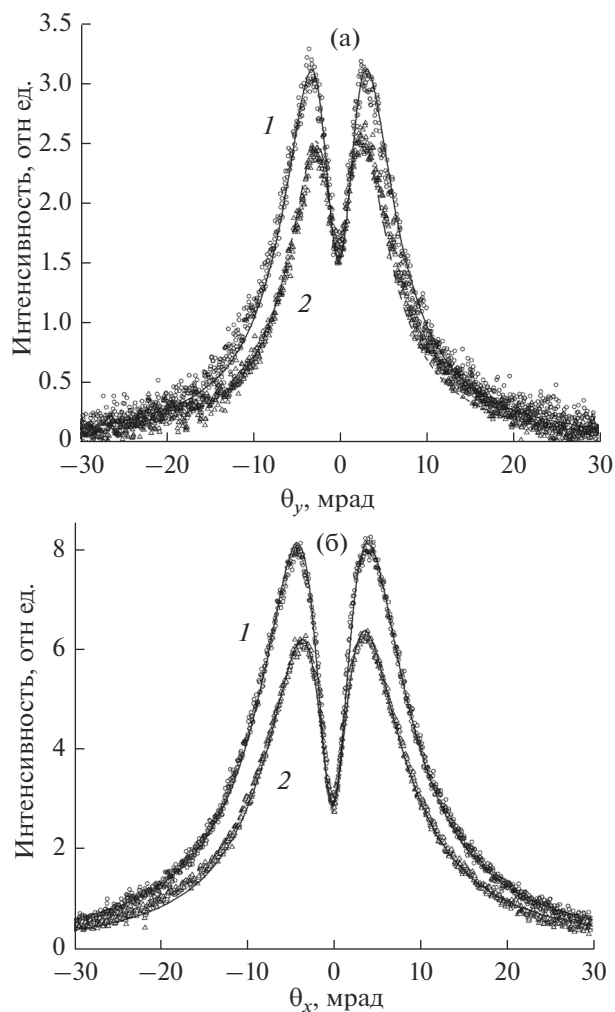 (а)
Интенсивность, отн ед.
3.5
3.0
2.5
2.0
1.5
1.0
0.5
0
1
2
−30 −20 −10 0 10 20 30
θy, мрад
(б)
Интенсивность, отн ед.
8
6
4
2
0
1
2
−30 −20 −10 0 10 20 30
θx, мрад